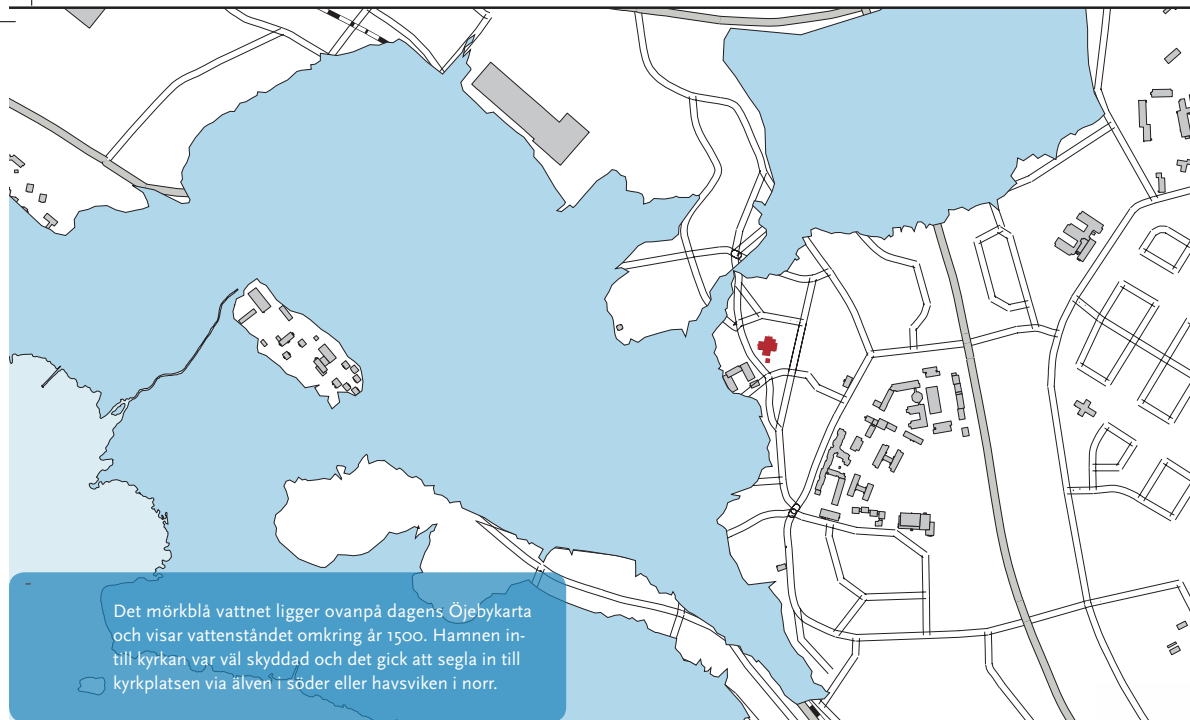 Det mörkblå vattnet ligger ovanpå dagens Öjebykarta
och visar vattenståndet omkring år 1500. Hamnen in-
till kyrkan var väl skyddad och det gick att segla in till
kyrkplatsen via älven i söder eller havsviken i norr.